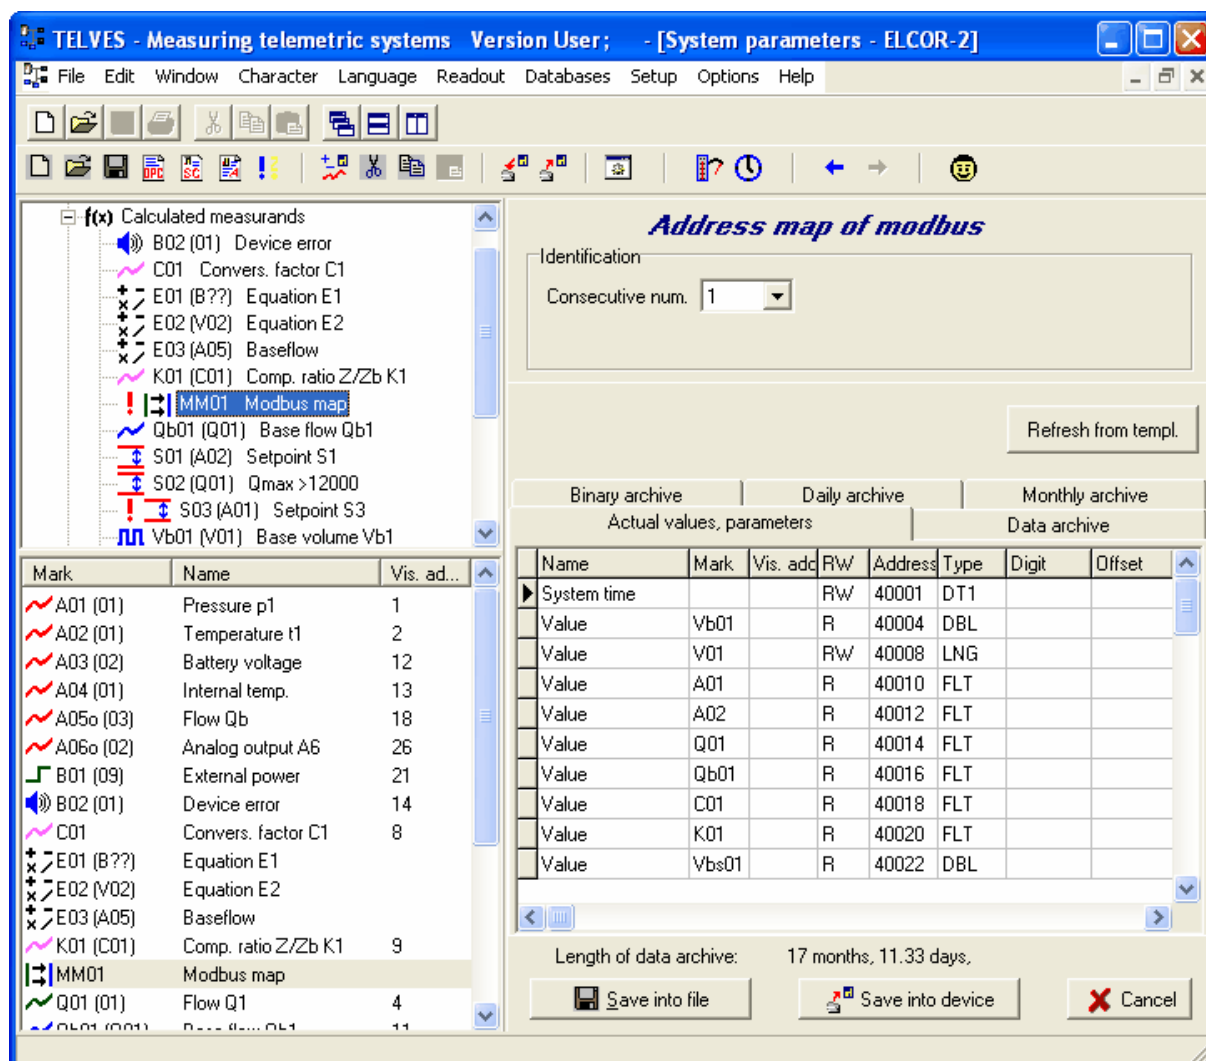 TELVES - Measuring telemetric systems Version User; - [System parameters - ELCOR-2]
File Edit Window Character Language Readout Databases Setup Options Help
f(x) Calculated measurands
B02 (01) Device error
C01 Convers. factor C1
E01 (B??) Equation E1
E02 (V02) Equation E2
E03 (A05) Baseflow
K01 (C01) Comp. ratio Z/Zb K1
MM01 Modbus map
Qb01 (Q01) Base flow Qb1
S01 (A02) Setpoint S1
S02 (Q01) Qmax >12000
S03 (A01) Setpoint S3
Vb01 (V01) Base volume Vb1
Mark Name Vis. ad...
A01 (01) Pressure p1 1
A02 (01) Temperature t1 2
A03 (02) Battery voltage 12
A04 (01) Internal temp. 13
A05o (03) Flow Qb 18
A06o (02) Analog output A6 26
B01 (09) External power 21
B02 (01) Device error 14
C01 Convers. factor C1 8
E01 (B??) Equation E1
E02 (V02) Equation E2
E03 (A05) Baseflow
K01 (C01) Comp. ratio Z/Zb K1 9
MM01 Modbus map
Q01 (01) Flow Q1 4
Qb01 (Q01) Base flow Qb1 11
Address map of modbus
Identification
Consecutive num. 1
Refresh from templ.
Binary archive Daily archive Monthly archive
Actual values, parameters Data archive
Name Mark Vis. add RW Address Type Digit Offset
System time RW 40001 DT1
Value Vb01 R 40004 DBL
Value V01 RW 40008 LNG
Value A01 R 40010 FLT
Value A02 R 40012 FLT
Value Q01 R 40014 FLT
Value Qb01 R 40016 FLT
Value C01 R 40018 FLT
Value K01 R 40020 FLT
Value Vbs01 R 40022 DBL
Length of data archive: 17 months, 11.33 days,
Save into file Save into device Cancel